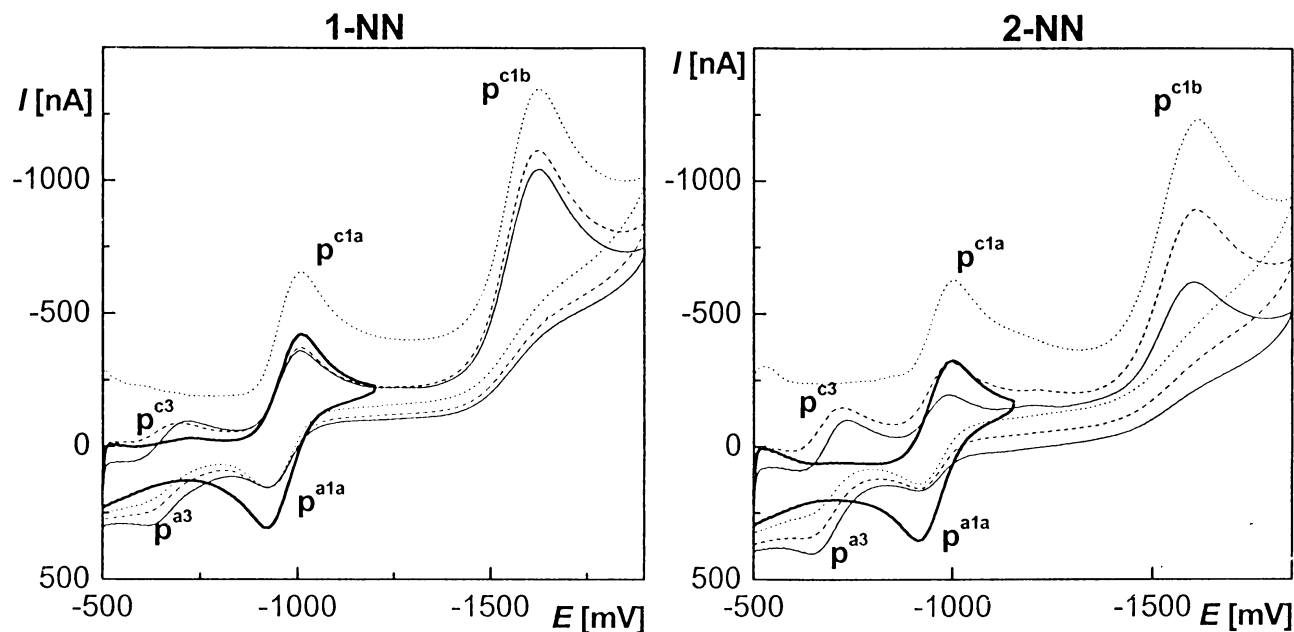 1-NN
I [nA]
p^c1b
-1000
p^c1a
-500
p^c3
0
p^a1a
p^a3
500
-500
-1000
-1500
E [mV]
2-NN
I [nA]
p^c1b
-1000
p^c1a
-500
p^c3
0
p^a1a
p^a3
500
-500
-1000
-1500
E [mV]